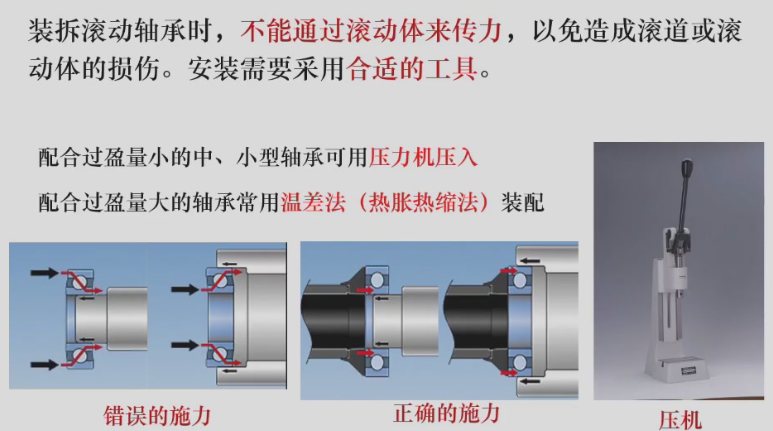 装拆滚动轴承时，不能通过滚动体来传力，以免造成滚道或滚
动体的损伤。安装需要采用合适的工具。
配合过盈量小的中、小型轴承可用压力机压入
配合过盈量大的轴承常用温差法（热胀热缩法）装配
错误的施力
正确的施力
压机